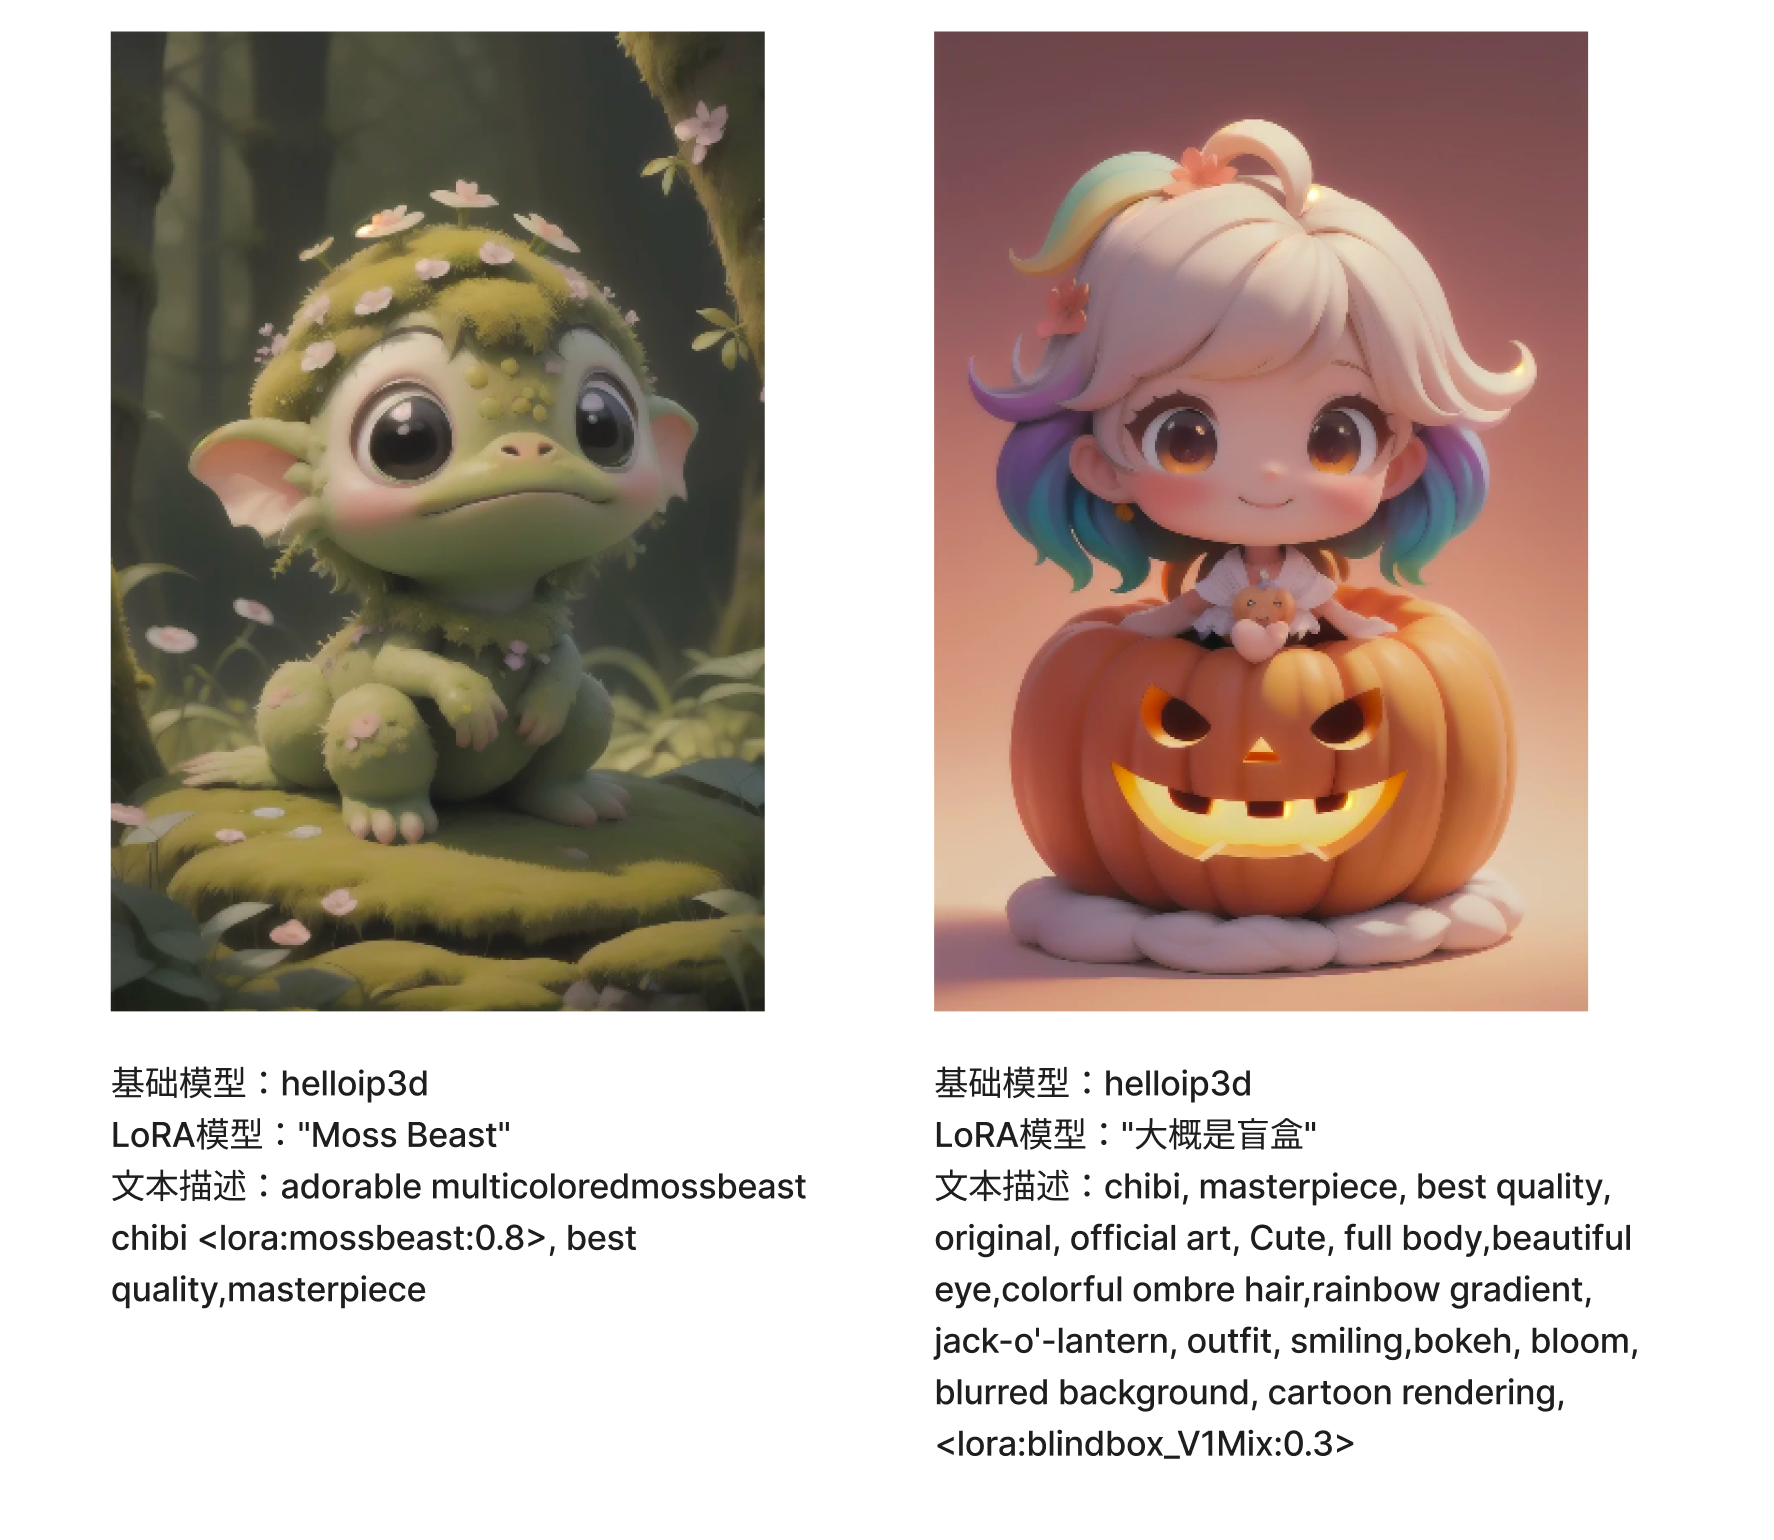 基础模型：helloip3d
LoRA模型："Moss Beast"
文本描述：adorable multicoloredmossbeast
chibi <lora:mossbeast:0.8>, best
quality,masterpiece
基础模型：helloip3d
LoRA模型："大概是盲盒"
文本描述：chibi, masterpiece, best quality,
original, official art, Cute, full body,beautiful
eye,colorful ombre hair,rainbow gradient,
jack-o'-lantern, outfit, smiling,bokeh, bloom,
blurred background, cartoon rendering,
<lora:blindbox_V1Mix:0.3>